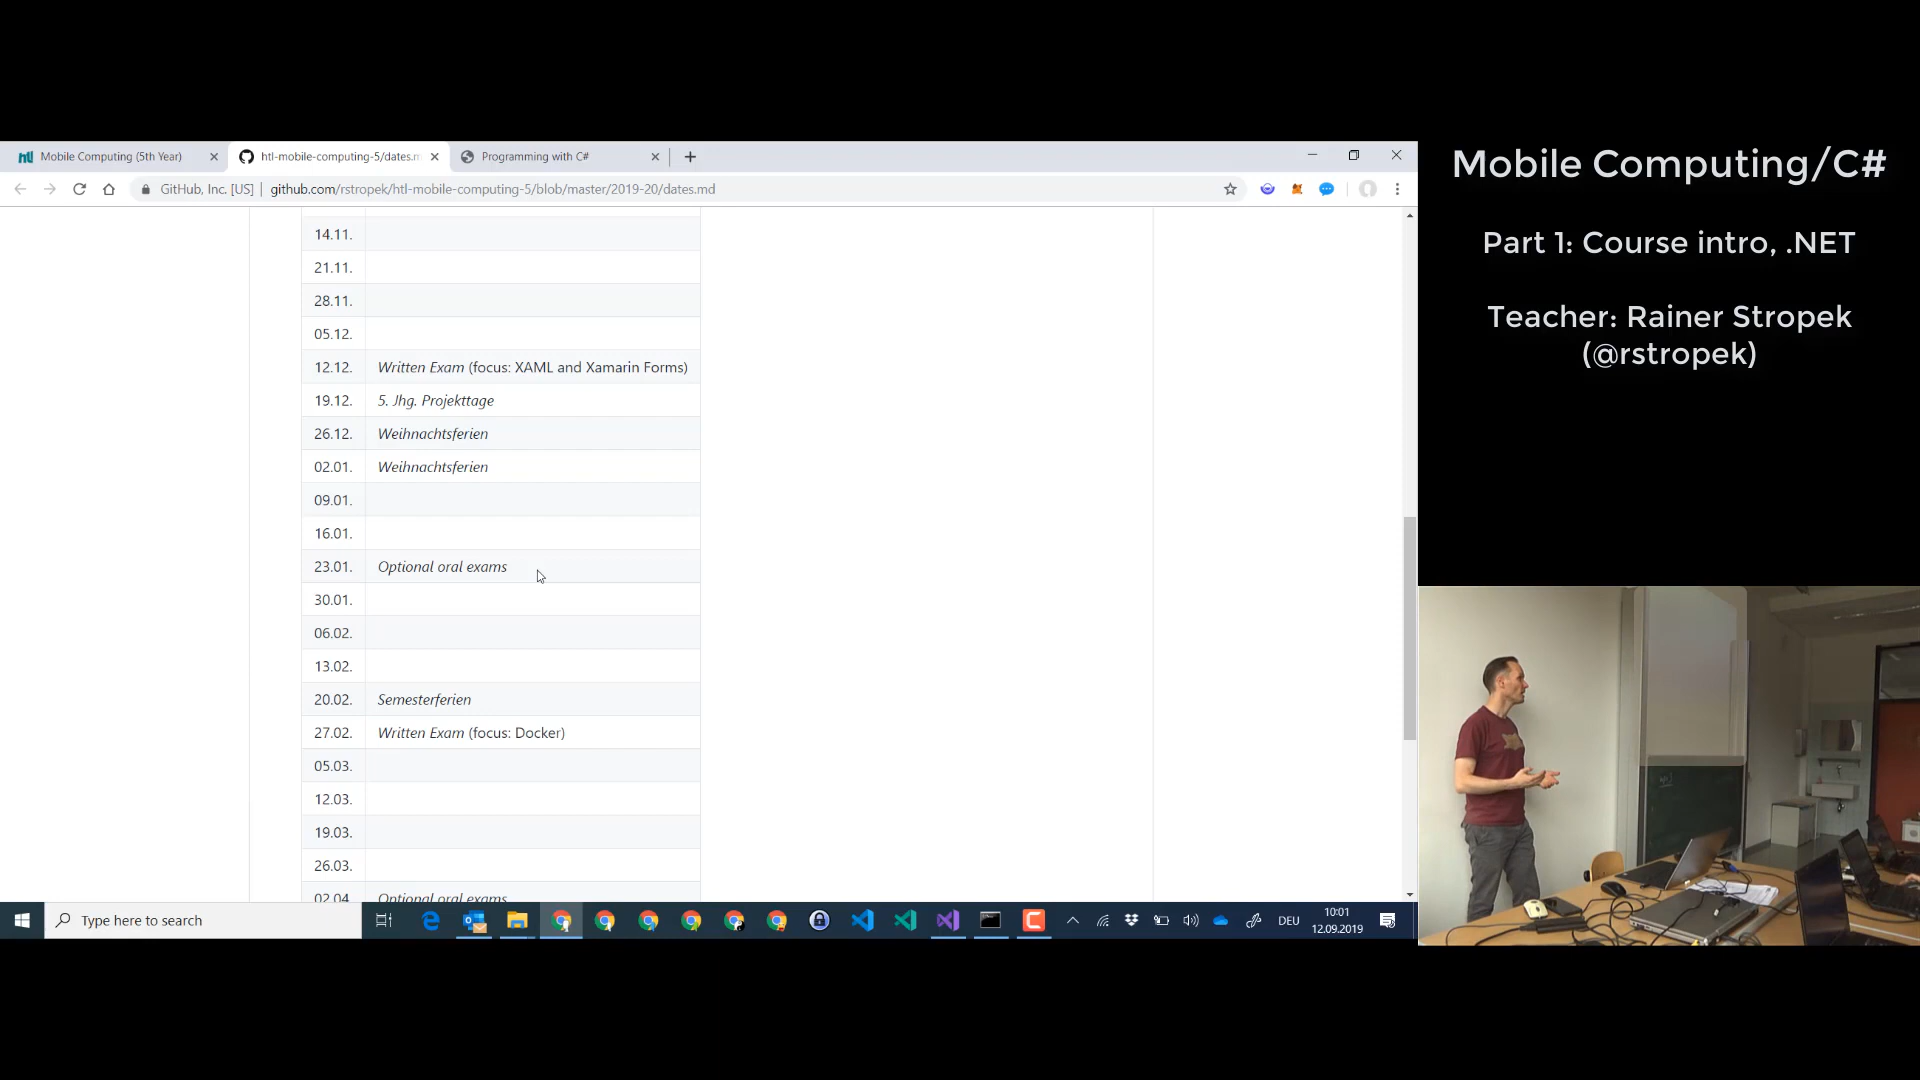 Mobile Computing (5th Year)
htl-mobile-computing-5/dates.m
Programming with C#
GitHub, Inc. [US]
github.com/rstropek/htl-mobile-computing-5/blob/master/2019-20/dates.md
14.11.
21.11.
28.11.
05.12.
12.12. Written Exam (focus: XAML and Xamarin Forms)
19.12. 5. Jhg. Projekttage
26.12. Weihnachtsferien
02.01. Weihnachtsferien
09.01.
16.01.
23.01. Optional oral exams
30.01.
06.02.
13.02.
20.02. Semesterferien
27.02. Written Exam (focus: Docker)
05.03.
12.03.
19.03.
26.03.
02.04. Optional oral exams
Type here to search
DEU
10:01
12.09.2019
Mobile Computing/C#
Part 1: Course intro, .NET
Teacher: Rainer Stropek
(@rstropek)